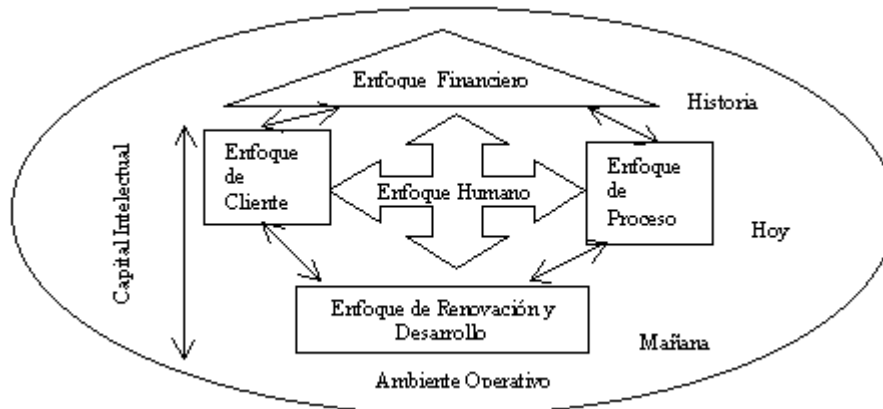 Enfoque Financiero
Historia
Enfoque
de
Cliente
Enfoque Humano
Enfoque
de
Proceso
Capital Intelectual
Hoy
Enfoque de Renovación y
Desarrollo
Mañana
Ambiente Operativo